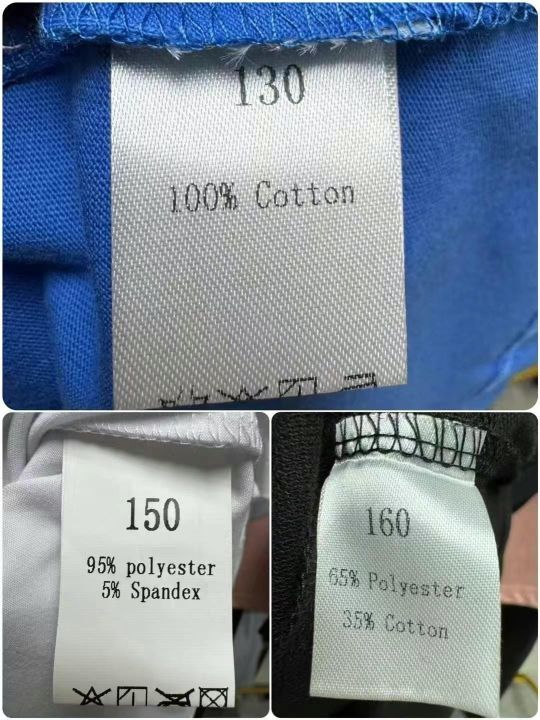 130
100% Cotton
150
95% polyester
5% Spandex
160
65% Polyester
35% Cotton